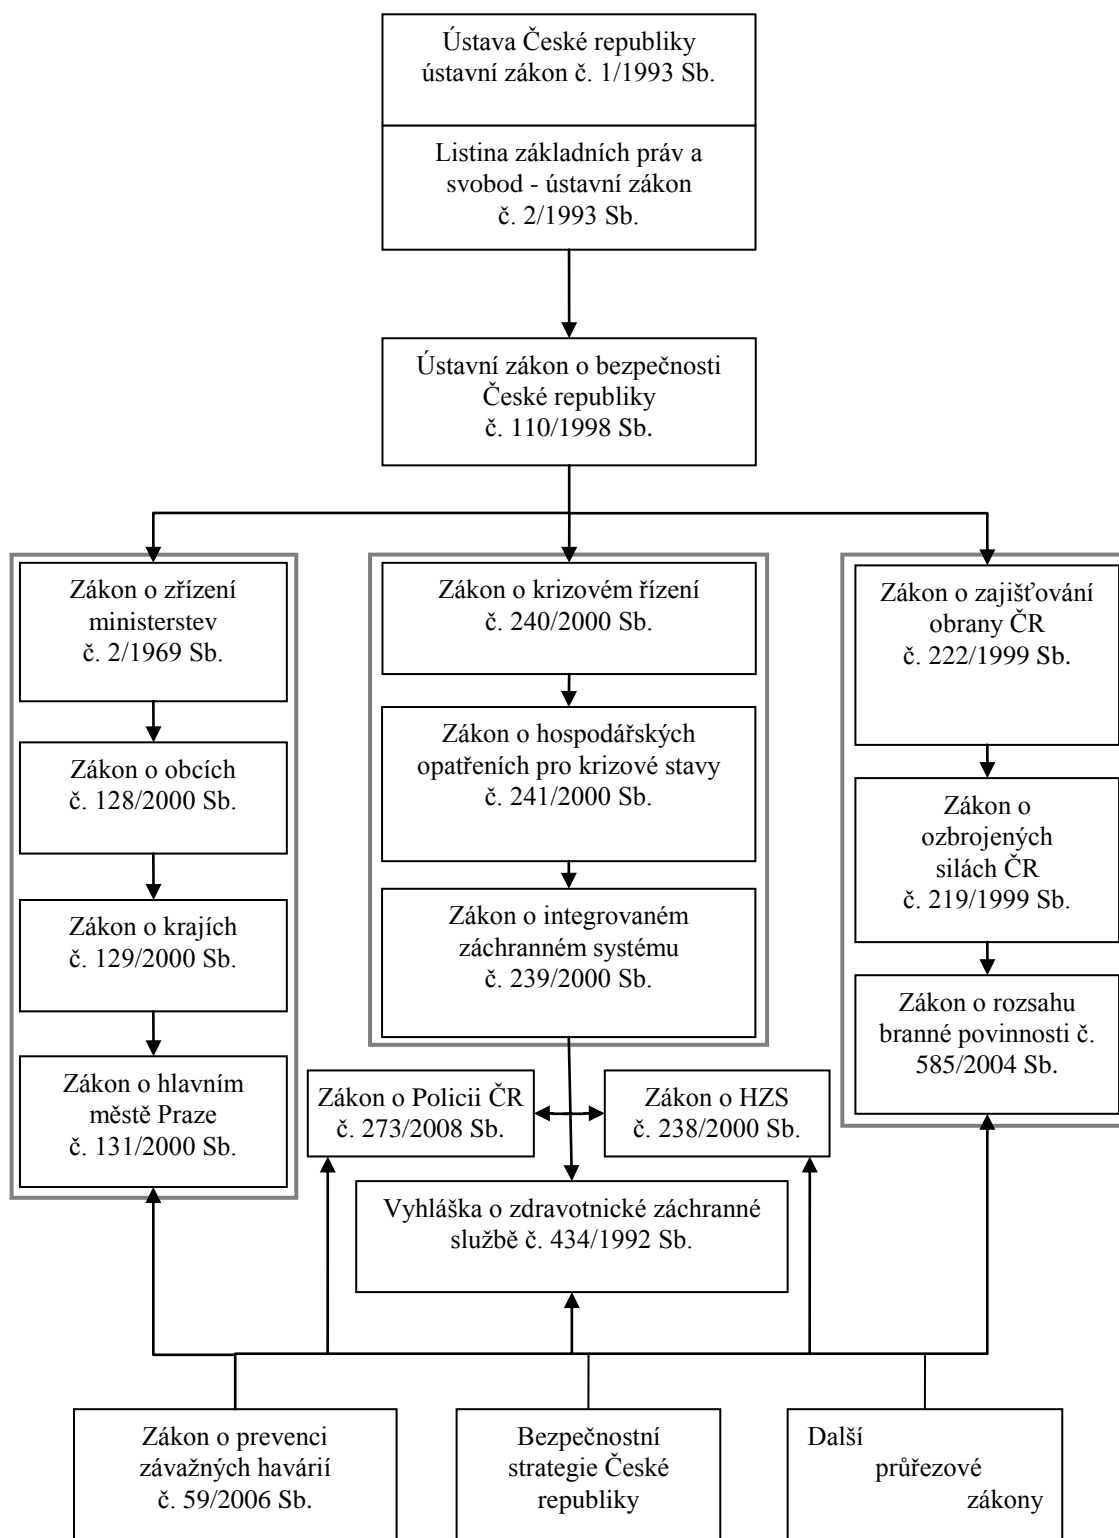 Ústava České republiky
ústavní zákon č. 1/1993 Sb.
Listina základních práv a
svobod - ústavní zákon
č. 2/1993 Sb.
Ústavní zákon o bezpečnosti
České republiky
č. 110/1998 Sb.
Zákon o zřízení
ministerstev
č. 2/1969 Sb.
Zákon o obcích
č. 128/2000 Sb.
Zákon o krajích
č. 129/2000 Sb.
Zákon o hlavním
městě Praze
č. 131/2000 Sb.
Zákon o krizovém řízení
č. 240/2000 Sb.
Zákon o hospodářských
opatřeních pro krizové stavy
č. 241/2000 Sb.
Zákon o integrovaném
záchranném systému
č. 239/2000 Sb.
Zákon o zajišťování
obrany ČR
č. 222/1999 Sb.
Zákon o
ozbrojených
silách ČR
č. 219/1999 Sb.
Zákon o rozsahu
branné povinnosti č.
585/2004 Sb.
Zákon o Policii ČR
č. 273/2008 Sb.
Zákon o HZS
č. 238/2000 Sb.
Vyhláška o zdravotnické záchranné
službě č. 434/1992 Sb.
Zákon o prevenci
závažných havárií
č. 59/2006 Sb.
Bezpečnostní
strategie České
republiky
Další
průřezové
zákony